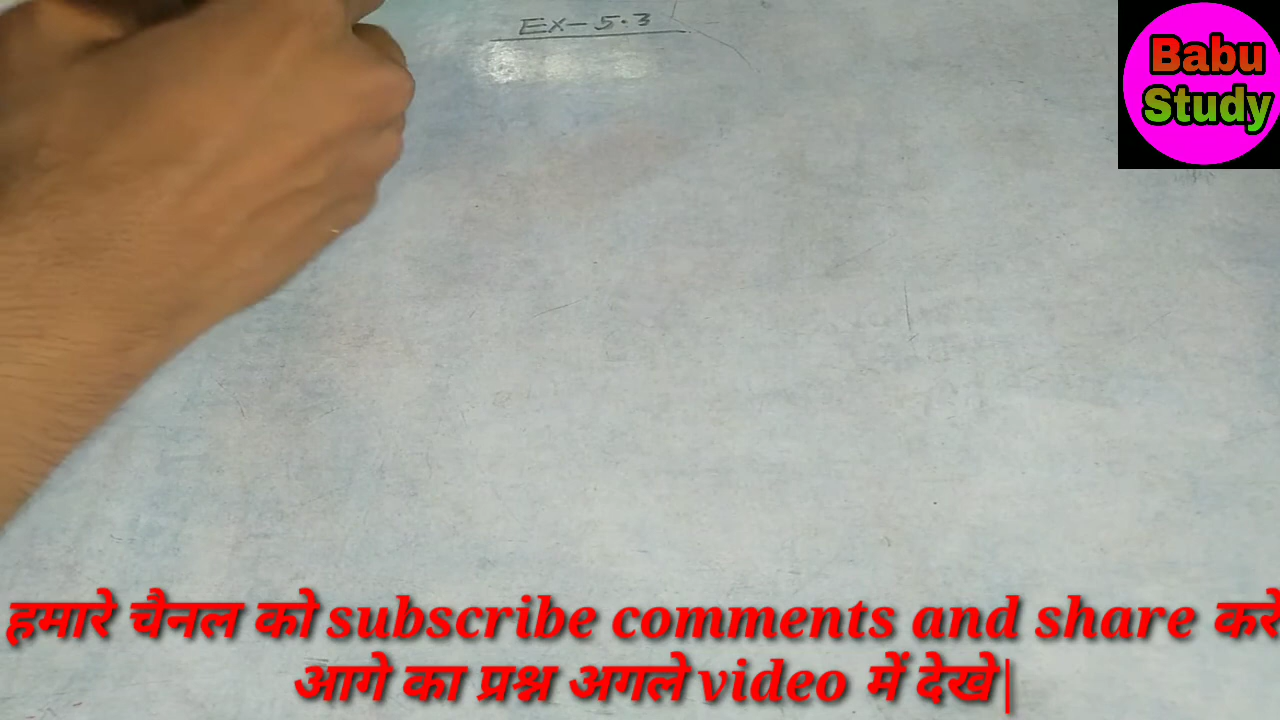 Ex-5.3
Babu
Study
हमारे चैनल को subscribe comments and share करे
आगे का प्रश्न अगले video में देखे|